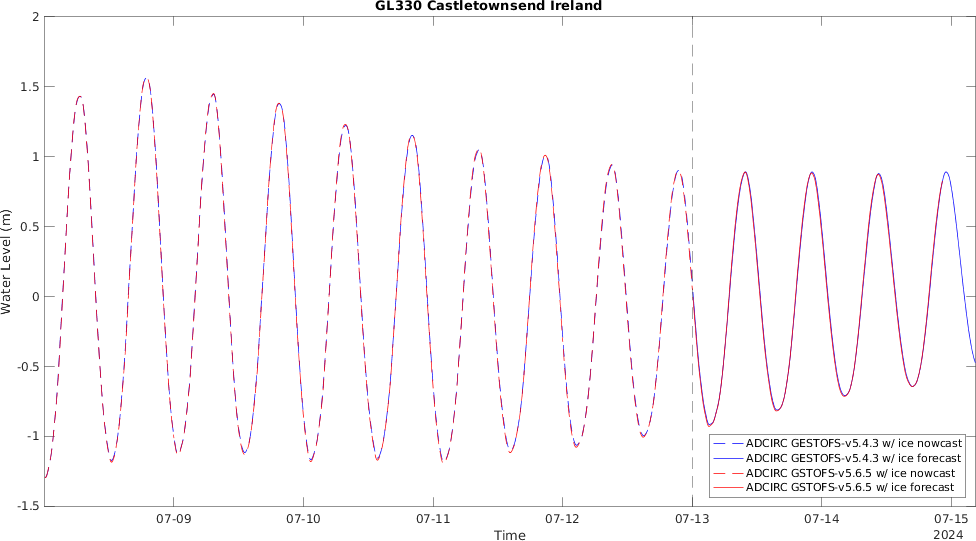 GL330 Castletownsend Ireland
2
1.5
1
0.5
0
-0.5
-1
-1.5
Water Level (m)
ADCIRC GESTOFS-v5.4.3 w/ ice nowcast
ADCIRC GESTOFS-v5.4.3 w/ ice forecast
ADCIRC GSTOFS-v5.6.5 w/ ice nowcast
ADCIRC GSTOFS-v5.6.5 w/ ice forecast
07-09 07-10 07-11 07-12 07-13 07-14 07-15
Time
2024